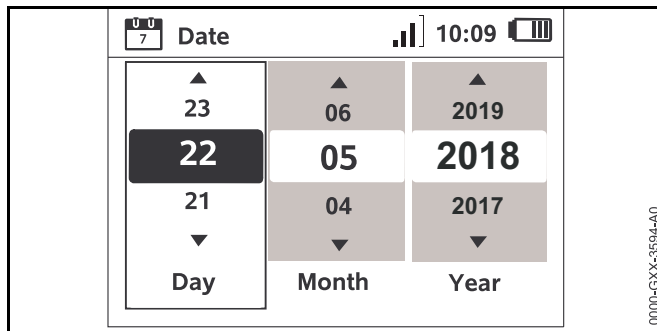 7 Date 10:09
23 06 2019
22 05 2018
21 04 2017
Day Month Year
0000-GXX-3594-A0